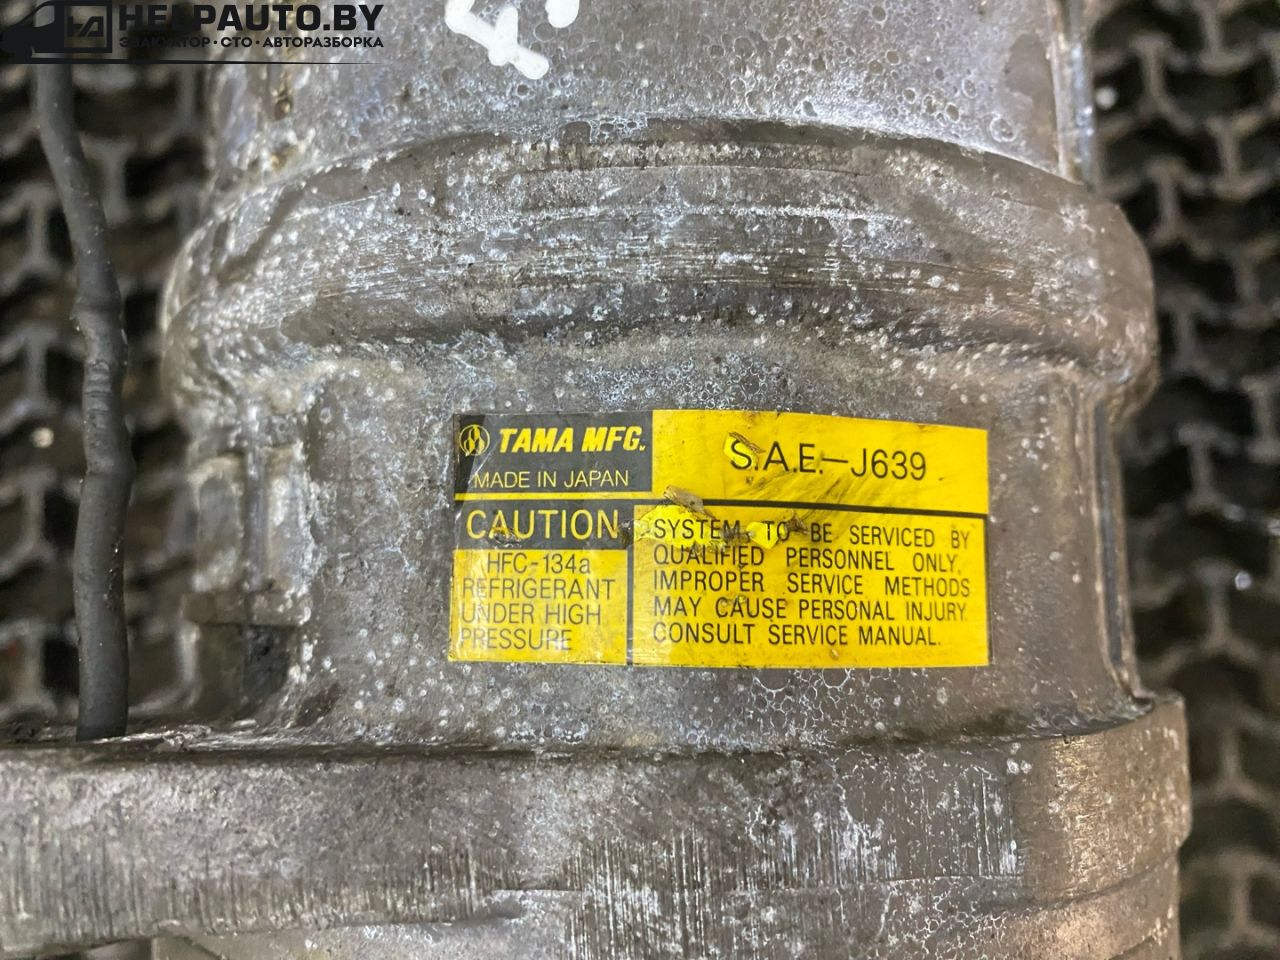 HELPAUTO.BY
ЭВАКУАТОР · СТО · АВТОРАЗБОРКА
TAMA MFG.
MADE IN JAPAN
S.A.E.-J639
CAUTION
HFC-134a
REFRIGERANT
UNDER HIGH
PRESSURE
SYSTEM TO BE SERVICED BY
QUALIFIED PERSONNEL ONLY.
IMPROPER SERVICE METHODS
MAY CAUSE PERSONAL INJURY.
CONSULT SERVICE MANUAL.